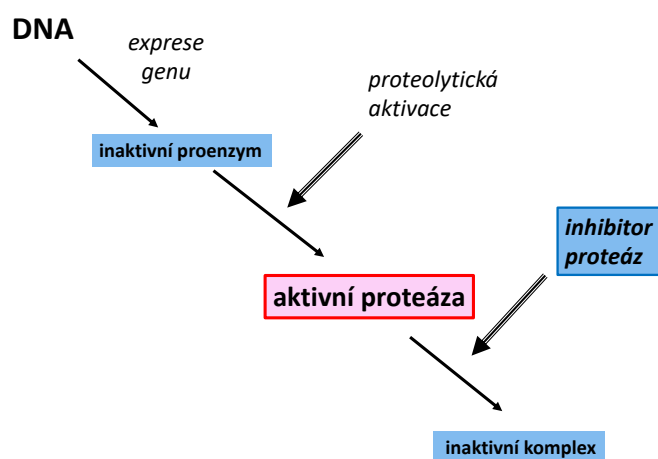 DNA
exprese
genu
proteolytická
aktivace
inaktivní proenzym
inhibitor
proteáz
aktivní proteáza
inaktivní komplex